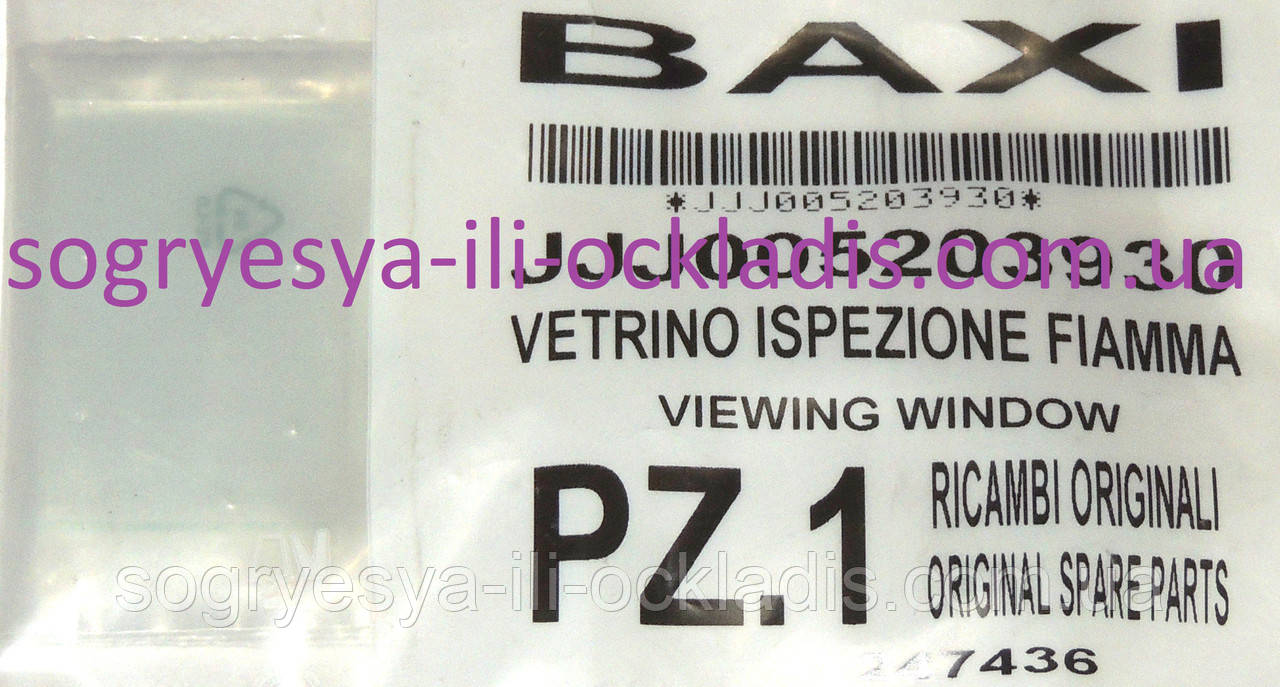 BAXI
*JJJ005203930*
sogryesya-ili-ockladis.com.ua
JJJ005203930
VETRINO ISPEZIONE FIAMMA
VIEWING WINDOW
PZ.1
RICAMBI ORIGINALI
ORIGINAL SPARE PARTS
sogryesya-ili-ockladis.com.ua